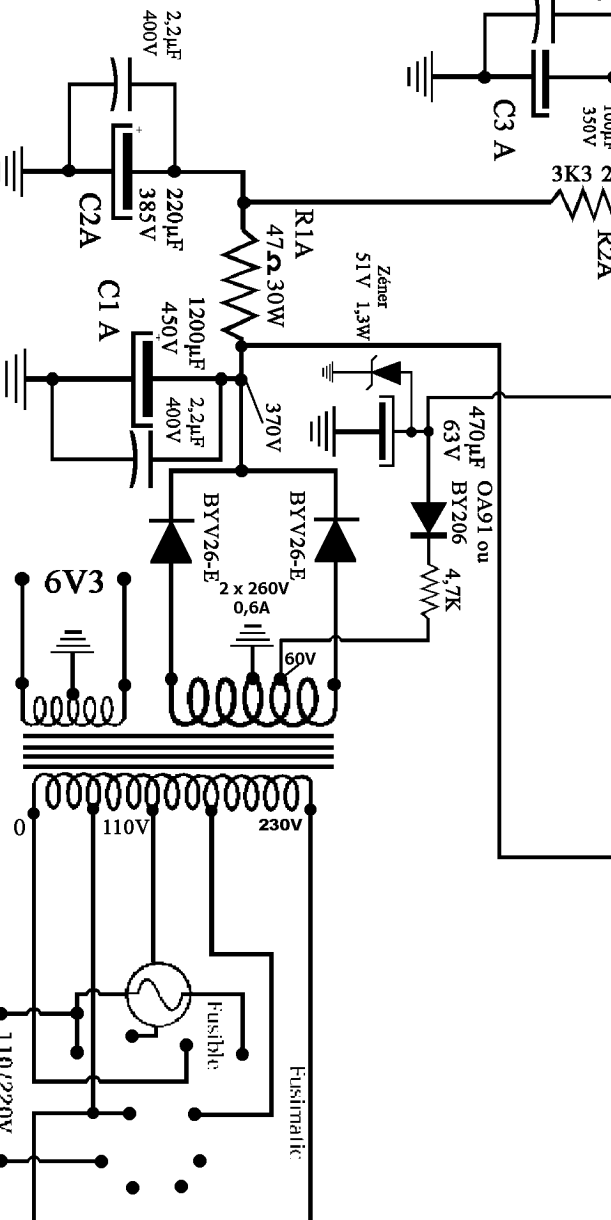 2,2µF
400V
C3 A
350V
3K3 2
R2A
220µF
385V
C2A
R1A
47Ω 30W
Zéner
51V 1,3W
C1 A
1200µF
450V
2,2µF
400V
370V
470µF
63V
OA91 ou
BY206
BYV26-E
BYV26-E
4,7K
6V3
2 x 260V
0,6A
60V
0
110V
230V
Fusible
Fusimatic
110/220V